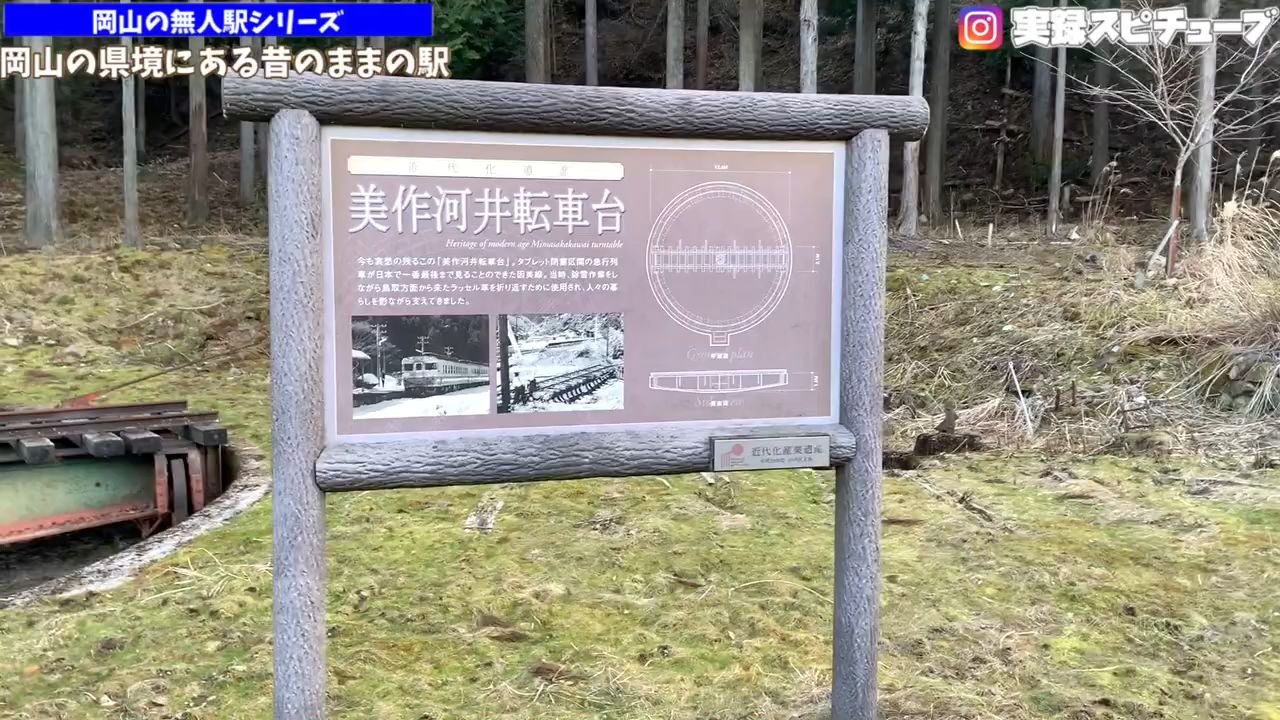 岡山の無人駅シリーズ
岡山の県境にある昔のままの駅
実録スピチューブ
近代化遺産
美作河井転車台
Heritage of modern age Mimasakakawai turntable
今も哀愁の残るこの「美作河井転車台」。タブレット閉塞区間の急行列
車が日本で一番最後まで見ることのできた因美線。当時、除雪作業をし
ながら鳥取方面から来たラッセル車を折り返すために使用され、人々の暮
らしを影ながら支えてきました。
平面図
近代化産業遺産